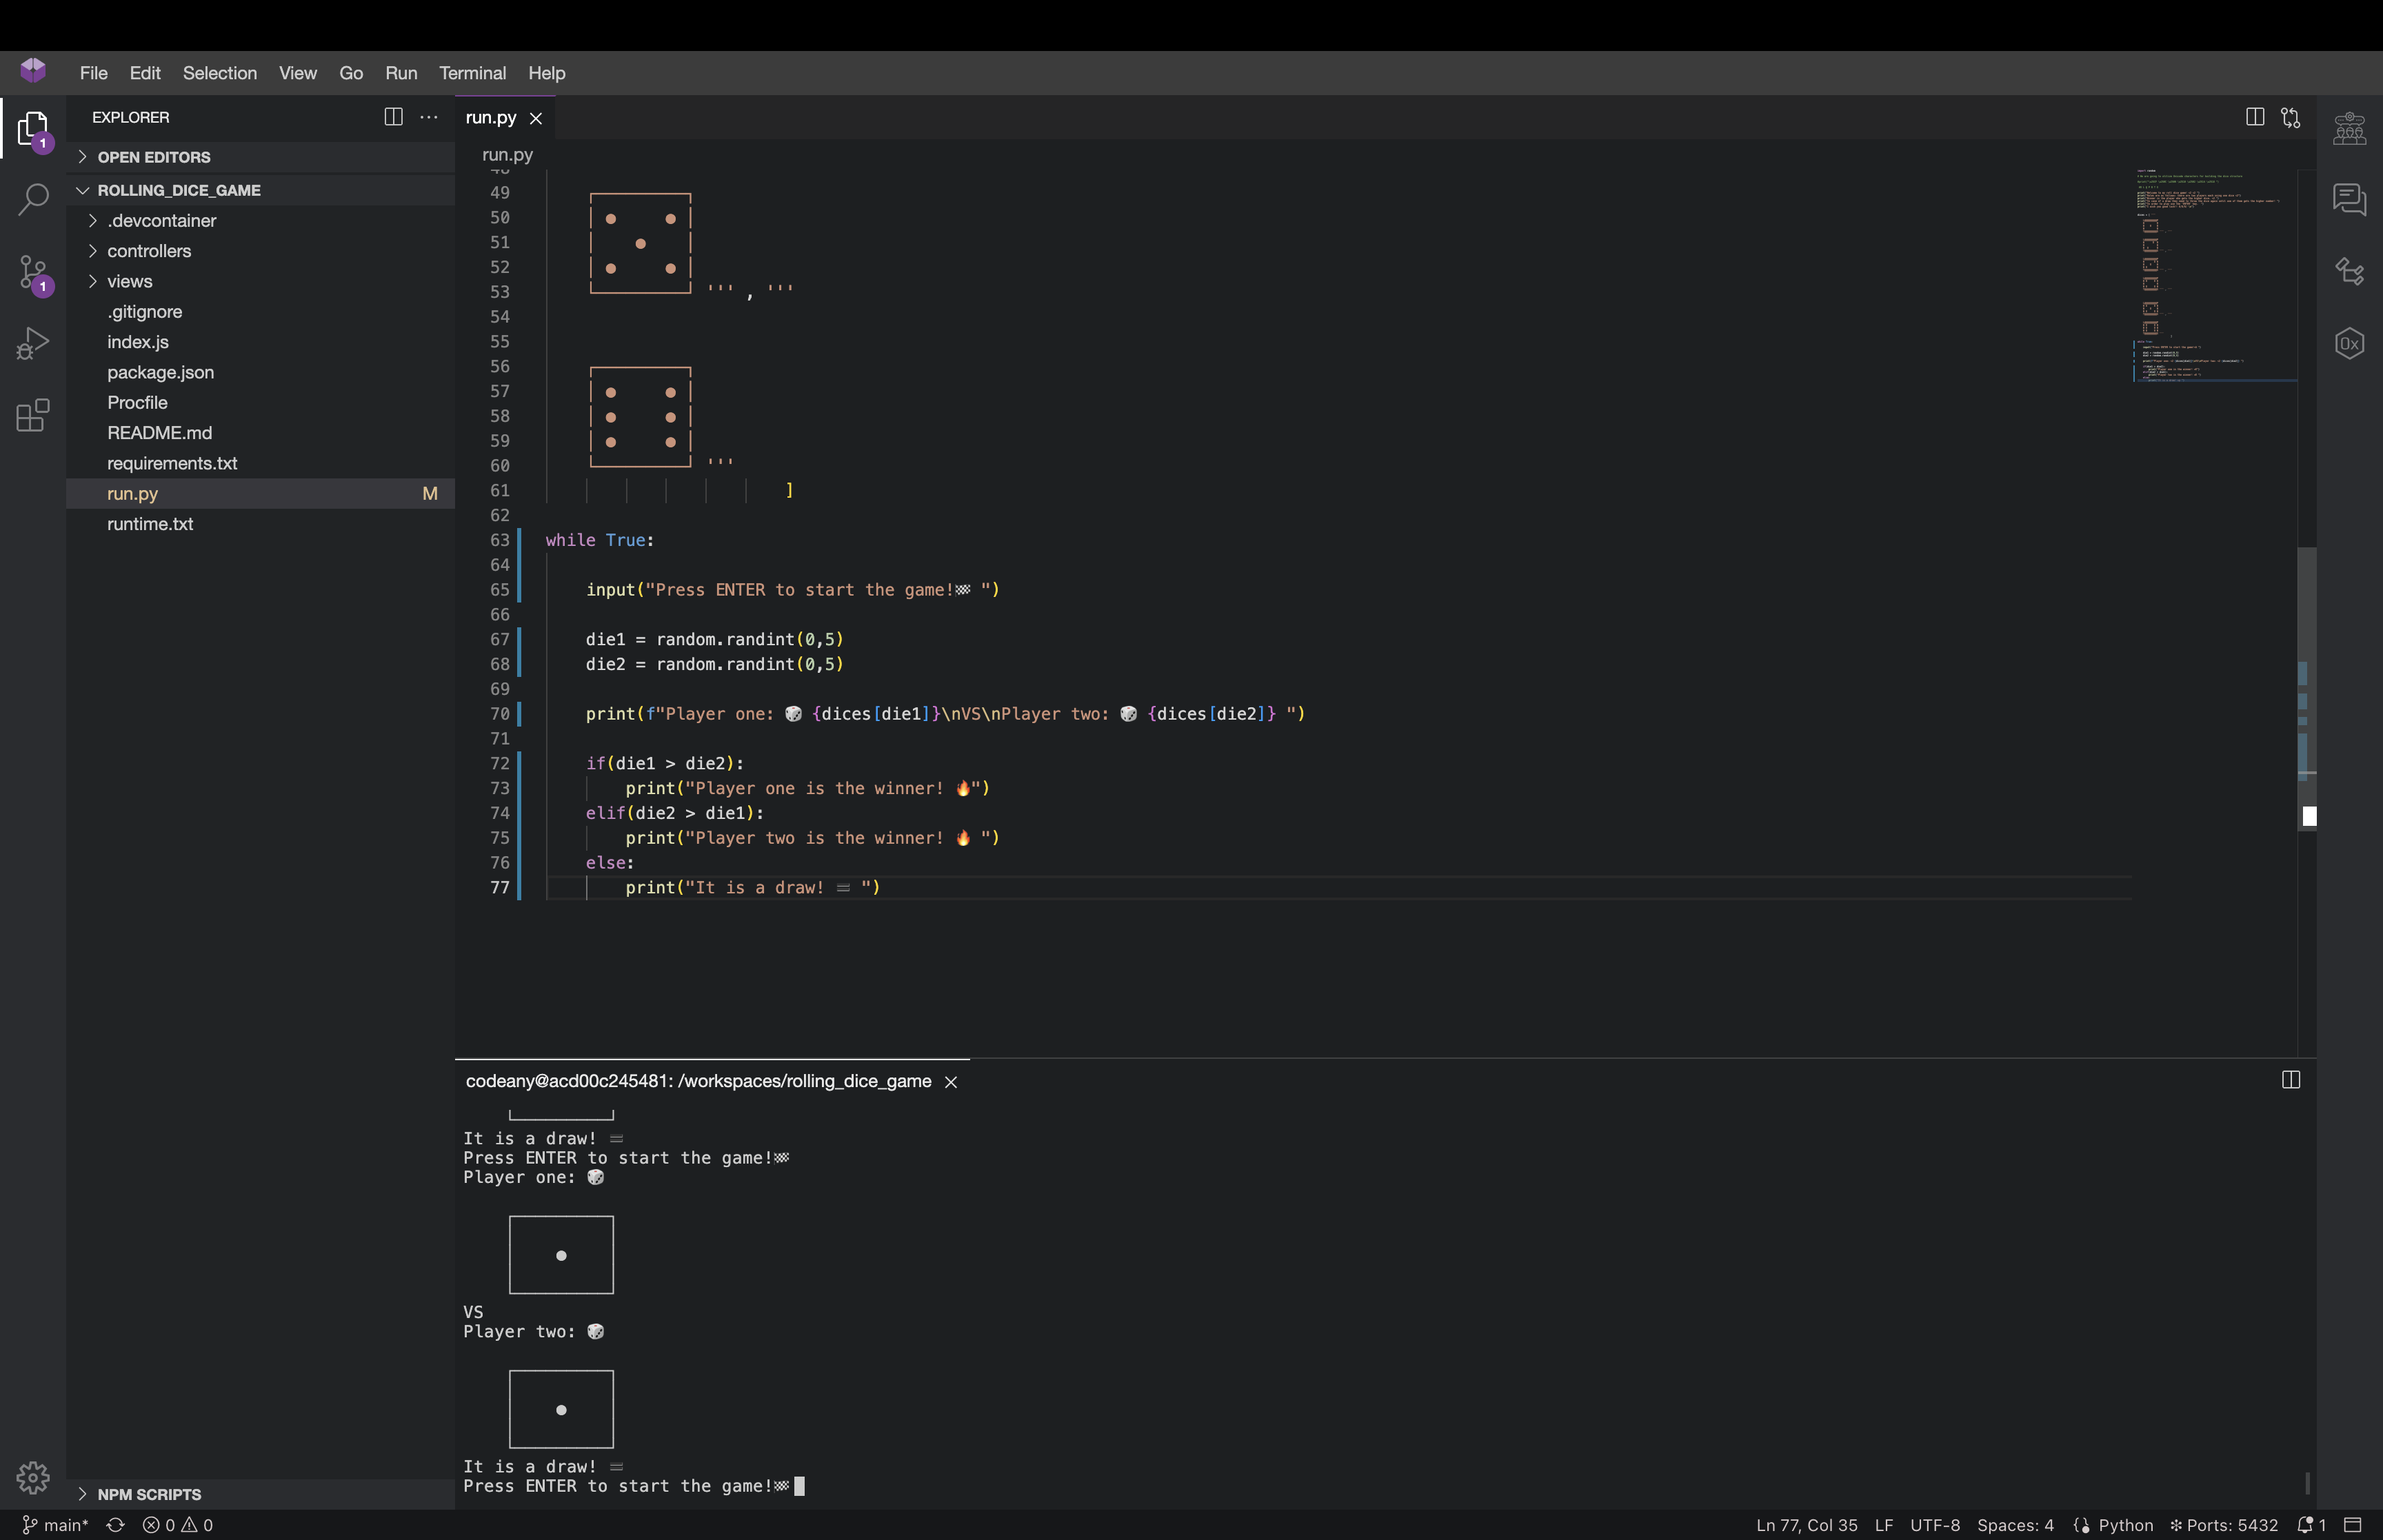 File Edit Selection View Go Run Terminal Help
EXPLORER
1
OPEN EDITORS
ROLLING_DICE_GAME
.devcontainer
controllers
views
.gitignore
index.js
package.json
Procfile
README.md
requirements.txt
run.py M
runtime.txt
1
NPM SCRIPTS
run.py
run.py
48
49
50
51
52
53 ''' , '''
54
55
56
57
58
59
60 '''
61 ]
62
63 while True:
64
65 input("Press ENTER to start the game!🏁 ")
66
67 die1 = random.randint(0,5)
68 die2 = random.randint(0,5)
69
70 print(f"Player one: 🎲 {dices[die1]}\nVS\nPlayer two: 🎲 {dices[die2]} ")
71
72 if(die1 > die2):
73 print("Player one is the winner! 🔥")
74 elif(die2 > die1):
75 print("Player two is the winner! 🔥 ")
76 else:
77 print("It is a draw! 🟰 ")
codeany@acd00c245481: /workspaces/rolling_dice_game
It is a draw! 🟰
Press ENTER to start the game!🏁
Player one: 🎲
VS
Player two: 🎲
It is a draw! 🟰
Press ENTER to start the game!🏁
0x
main* 0 0 Ln 77, Col 35 LF UTF-8 Spaces: 4 Python Ports: 5432 1